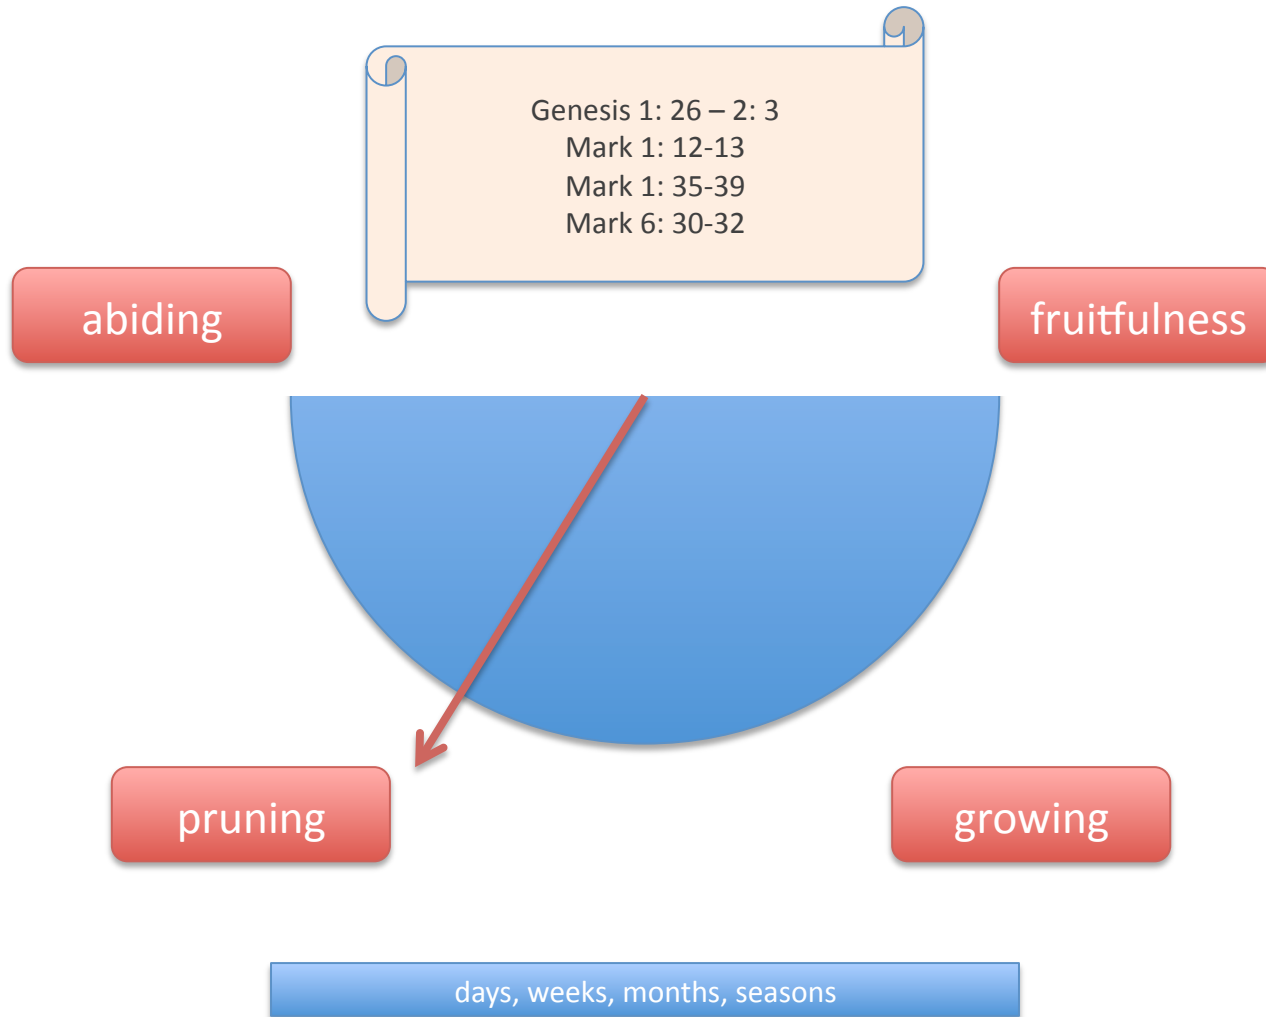 Genesis 1: 26 – 2: 3
Mark 1: 12-13
Mark 1: 35-39
Mark 6: 30-32
abiding
fruitfulness
pruning
growing
days, weeks, months, seasons